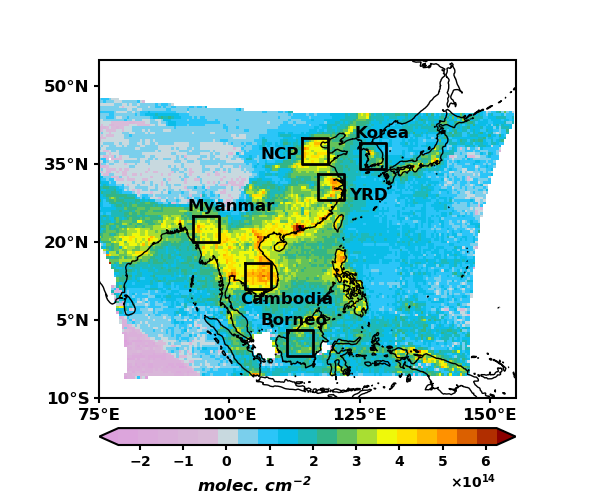 50°N
Korea
NCP
35°N
YRD
Myanmar
20°N
Cambodia
Borneo
5°N
10°S
75°E 100°E 125°E 150°E
−2 −1 0 1 2 3 4 5 6
molec. cm⁻² ×10¹⁴